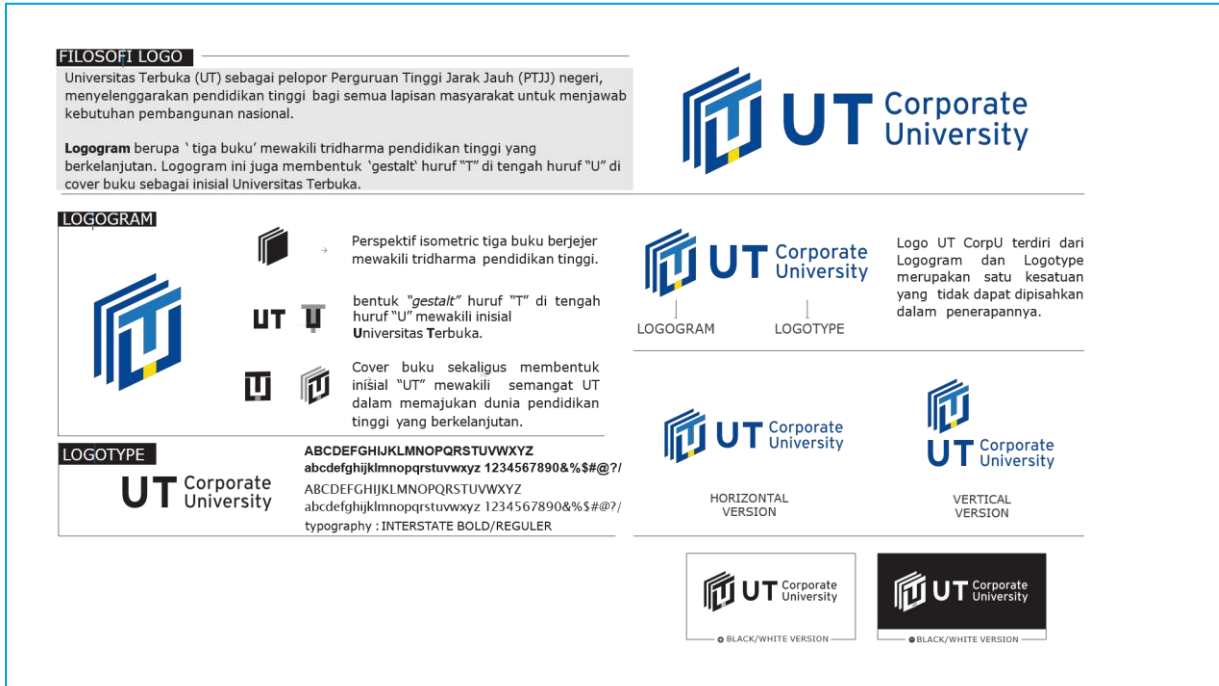 FILOSOFI LOGO
Universitas Terbuka (UT) sebagai pelopor Perguruan Tinggi Jarak Jauh (PTJJ) negeri,
menyelenggarakan pendidikan tinggi bagi semua lapisan masyarakat untuk menjawab
kebutuhan pembangunan nasional.
Logogram berupa ‘ tiga buku’ mewakili tridharma pendidikan tinggi yang
berkelanjutan. Logogram ini juga membentuk ‘gestalt‘ huruf “T” di tengah huruf “U” di
cover buku sebagai inisial Universitas Terbuka.
UT Corporate
University
LOGOGRAM
Perspektif isometric tiga buku berjejer
mewakili tridharma pendidikan tinggi.
UT
bentuk “gestalt” huruf “T” di tengah
huruf “U” mewakili inisial
Universitas Terbuka.
Cover buku sekaligus membentuk
inisial “UT” mewakili semangat UT
dalam memajukan dunia pendidikan
tinggi yang berkelanjutan.
UT Corporate
University
LOGOGRAM
LOGOTYPE
Logo UT CorpU terdiri dari
Logogram dan Logotype
merupakan satu kesatuan
yang tidak dapat dipisahkan
dalam penerapannya.
LOGOTYPE
UT Corporate
University
ABCDEFGHIJKLMNOPQRSTUVWXYZ
abcdefghijklmnopqrstuvwxyz 1234567890&%$#@?/
ABCDEFGHIJKLMNOPQRSTUVWXYZ
abcdefghijklmnopqrstuvwxyz 1234567890&%$#@?/
typography : INTERSTATE BOLD/REGULER
UT Corporate
University
HORIZONTAL
VERSION
UT Corporate
University
VERTICAL
VERSION
UT Corporate
University
BLACK/WHITE VERSION
UT Corporate
University
BLACK/WHITE VERSION